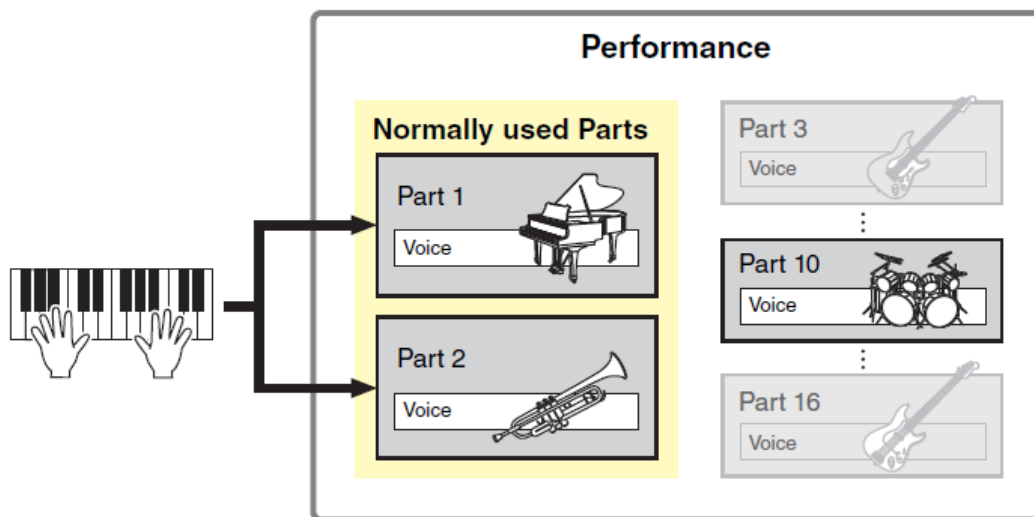 Performance
Normally used Parts
Part 1
Voice
Part 2
Voice
Part 3
Voice
Part 10
Voice
Part 16
Voice